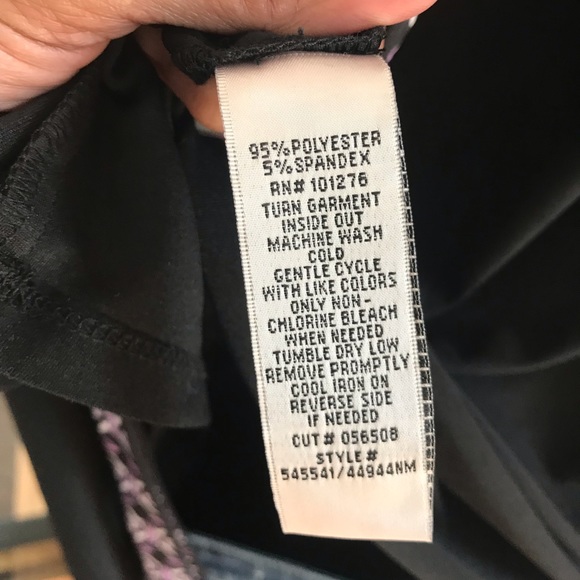 95%POLYESTER
5%SPANDEX
RN# 101276
TURN GARMENT
INSIDE OUT
MACHINE WASH
COLD
GENTLE CYCLE
WITH LIKE COLORS
ONLY NON-
CHLORINE BLEACH
WHEN NEEDED
TUMBLE DRY LOW
REMOVE PROMPTLY
COOL IRON ON
REVERSE SIDE
IF NEEDED
CUT# 056508
STYLE#
545541/44944NM